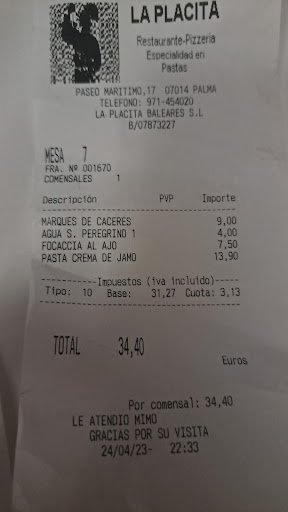 LA PLACITA
Restaurante-Pizzeria
Especialidad en
Pastas
PASEO MARITIMO,17 07014 PALMA
TELEFONO: 971-454020
LA PLACITA BALEARES S.L
B/07873227
MESA 7
FRA. Nº 001670
COMENSALES 1
Descripción PVP Importe
MARQUES DE CACERES 9,00
AGUA S. PEREGRINO 1 4,00
FOCACCIA AL AJO 7,50
PASTA CREMA DE JAMO 13,90
---------Impuestos (iva incluido)----
Tipo: 10 Base: 31,27 Cuota: 3,13
TOTAL 34,40
Euros
Por comensal: 34,40
LE ATENDIO MIMO
GRACIAS POR SU VISITA
24/04/23- 22:33